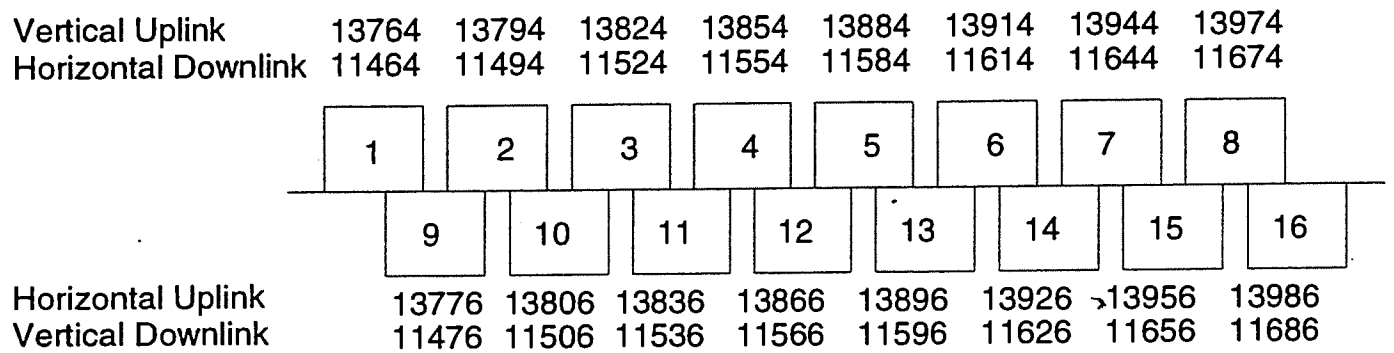 Vertical Uplink 13764 13794 13824 13854 13884 13914 13944 13974
Horizontal Downlink 11464 11494 11524 11554 11584 11614 11644 11674
1 2 3 4 5 6 7 8
9 10 11 12 13 14 15 16
Horizontal Uplink 13776 13806 13836 13866 13896 13926 13956 13986
Vertical Downlink 11476 11506 11536 11566 11596 11626 11656 11686